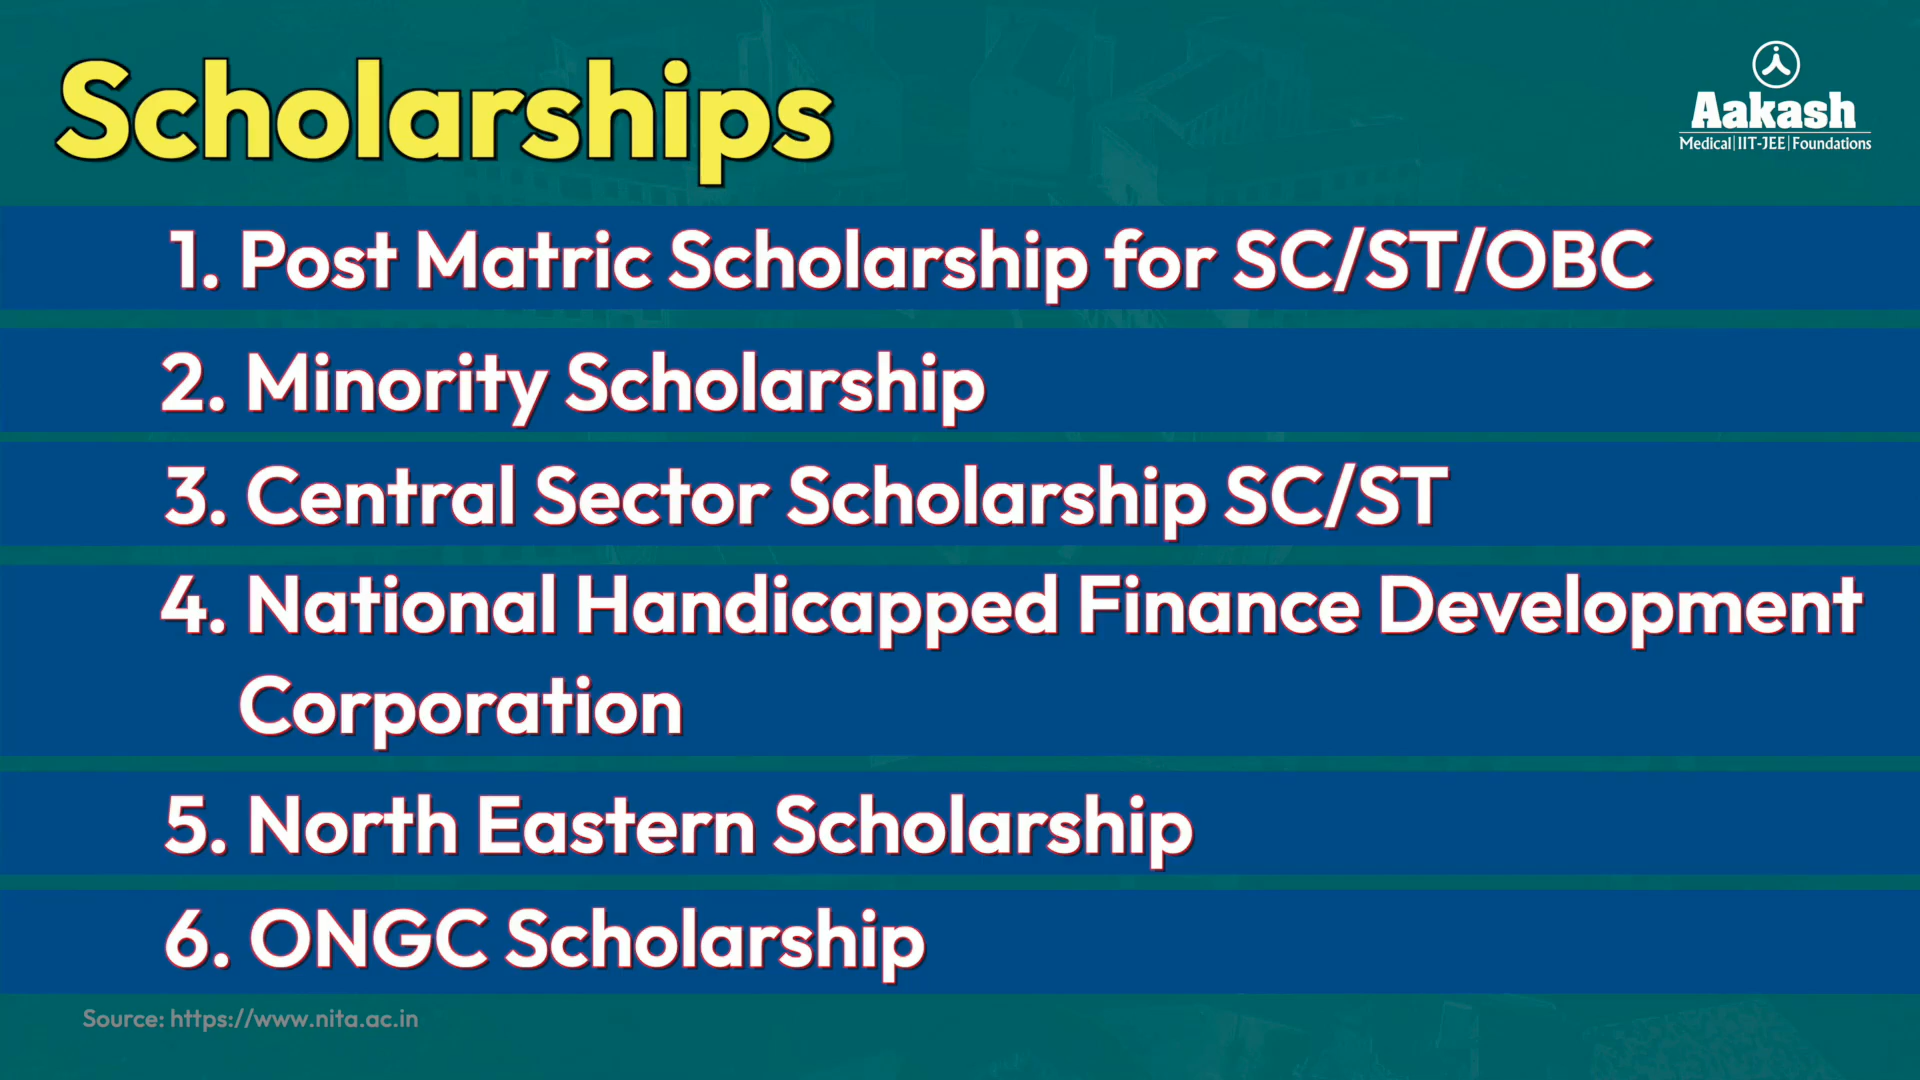 Scholarships
Aakash
Medical|IIT-JEE|Foundations
1. Post Matric Scholarship for SC/ST/OBC
2. Minority Scholarship
3. Central Sector Scholarship SC/ST
4. National Handicapped Finance Development
Corporation
5. North Eastern Scholarship
6. ONGC Scholarship
Source: https://www.nita.ac.in